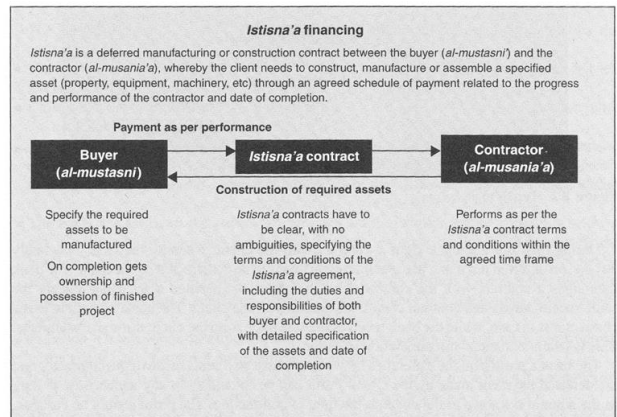 Istisna'a financing
Istisna'a is a deferred manufacturing or construction contract between the buyer (al-mustasni') and the
contractor (al-musania'a), whereby the client needs to construct, manufacture or assemble a specified
asset (property, equipment, machinery, etc) through an agreed schedule of payment related to the progress
and performance of the contractor and date of completion.
Payment as per performance
Buyer
(al-mustasni)
Istisna'a contract
Contractor
(al-musania'a)
Construction of required assets
Specify the required
assets to be
manufactured
On completion gets
ownership and
possession of finished
project
Istisna'a contracts have to
be clear, with no
ambiguities, specifying the
terms and conditions of the
Istisna'a agreement,
including the duties and
responsibilities of both
buyer and contractor,
with detailed specification
of the assets and date of
completion
Performs as per the
Istisna'a contract terms
and conditions within the
agreed time frame